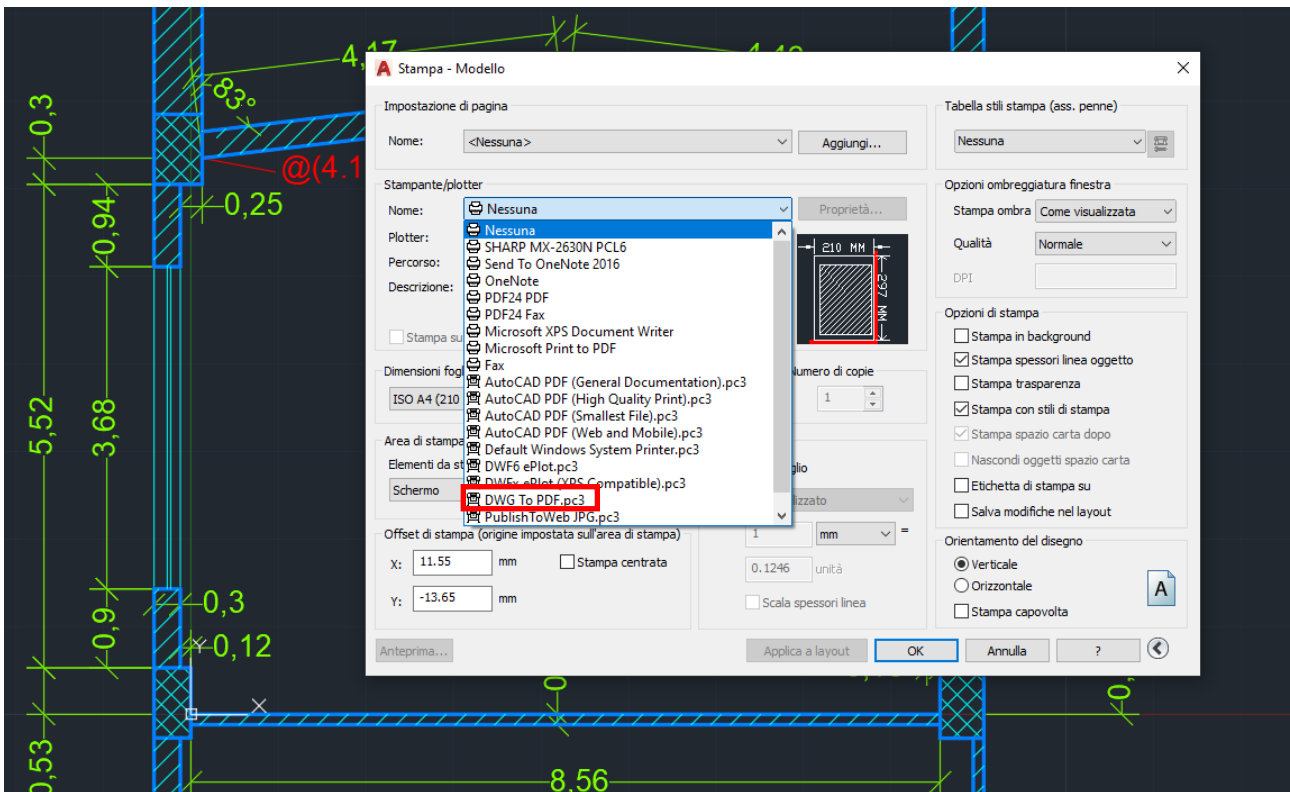 4,17
4,48
83°
0,3
@(4.1
0,25
0,94
5,52
3,68
0,9
0,3
0,12
Y
X
0,53
8,56
Stampa - Modello
Impostazione di pagina
Nome: <Nessuna> Aggiungi...
Stampante/plotter
Nome: Nessuna Proprietà...
Plotter:
Percorso:
Descrizione:
Stampa su
Nessuna
SHARP MX-2630N PCL6
Send To OneNote 2016
OneNote
PDF24 PDF
PDF24 Fax
Microsoft XPS Document Writer
Microsoft Print to PDF
Fax
AutoCAD PDF (General Documentation).pc3
AutoCAD PDF (High Quality Print).pc3
AutoCAD PDF (Smallest File).pc3
AutoCAD PDF (Web and Mobile).pc3
Default Windows System Printer.pc3
DWF6 ePlot.pc3
DWFx ePlot (XPS Compatible).pc3
DWG To PDF.pc3
PublishToWeb JPG.pc3
210 MM
297 MM
Dimensioni fog
ISO A4 (210
Numero di copie
1
Area di stampa
Elementi da st
Schermo
glio
izzato
1 mm =
0.1246 unità
Scala spessori linea
Offset di stampa (origine impostata sull'area di stampa)
X: 11.55 mm Stampa centrata
Y: -13.65 mm
Tabella stili stampa (ass. penne)
Nessuna
Opzioni ombreggiatura finestra
Stampa ombra Come visualizzata
Qualità Normale
DPI
Opzioni di stampa
Stampa in background
Stampa spessori linea oggetto
Stampa trasparenza
Stampa con stili di stampa
Stampa spazio carta dopo
Nascondi oggetti spazio carta
Etichetta di stampa su
Salva modifiche nel layout
Orientamento del disegno
Verticale
Orizzontale
Stampa capovolta
A
Anteprima... Applica a layout OK Annulla ?